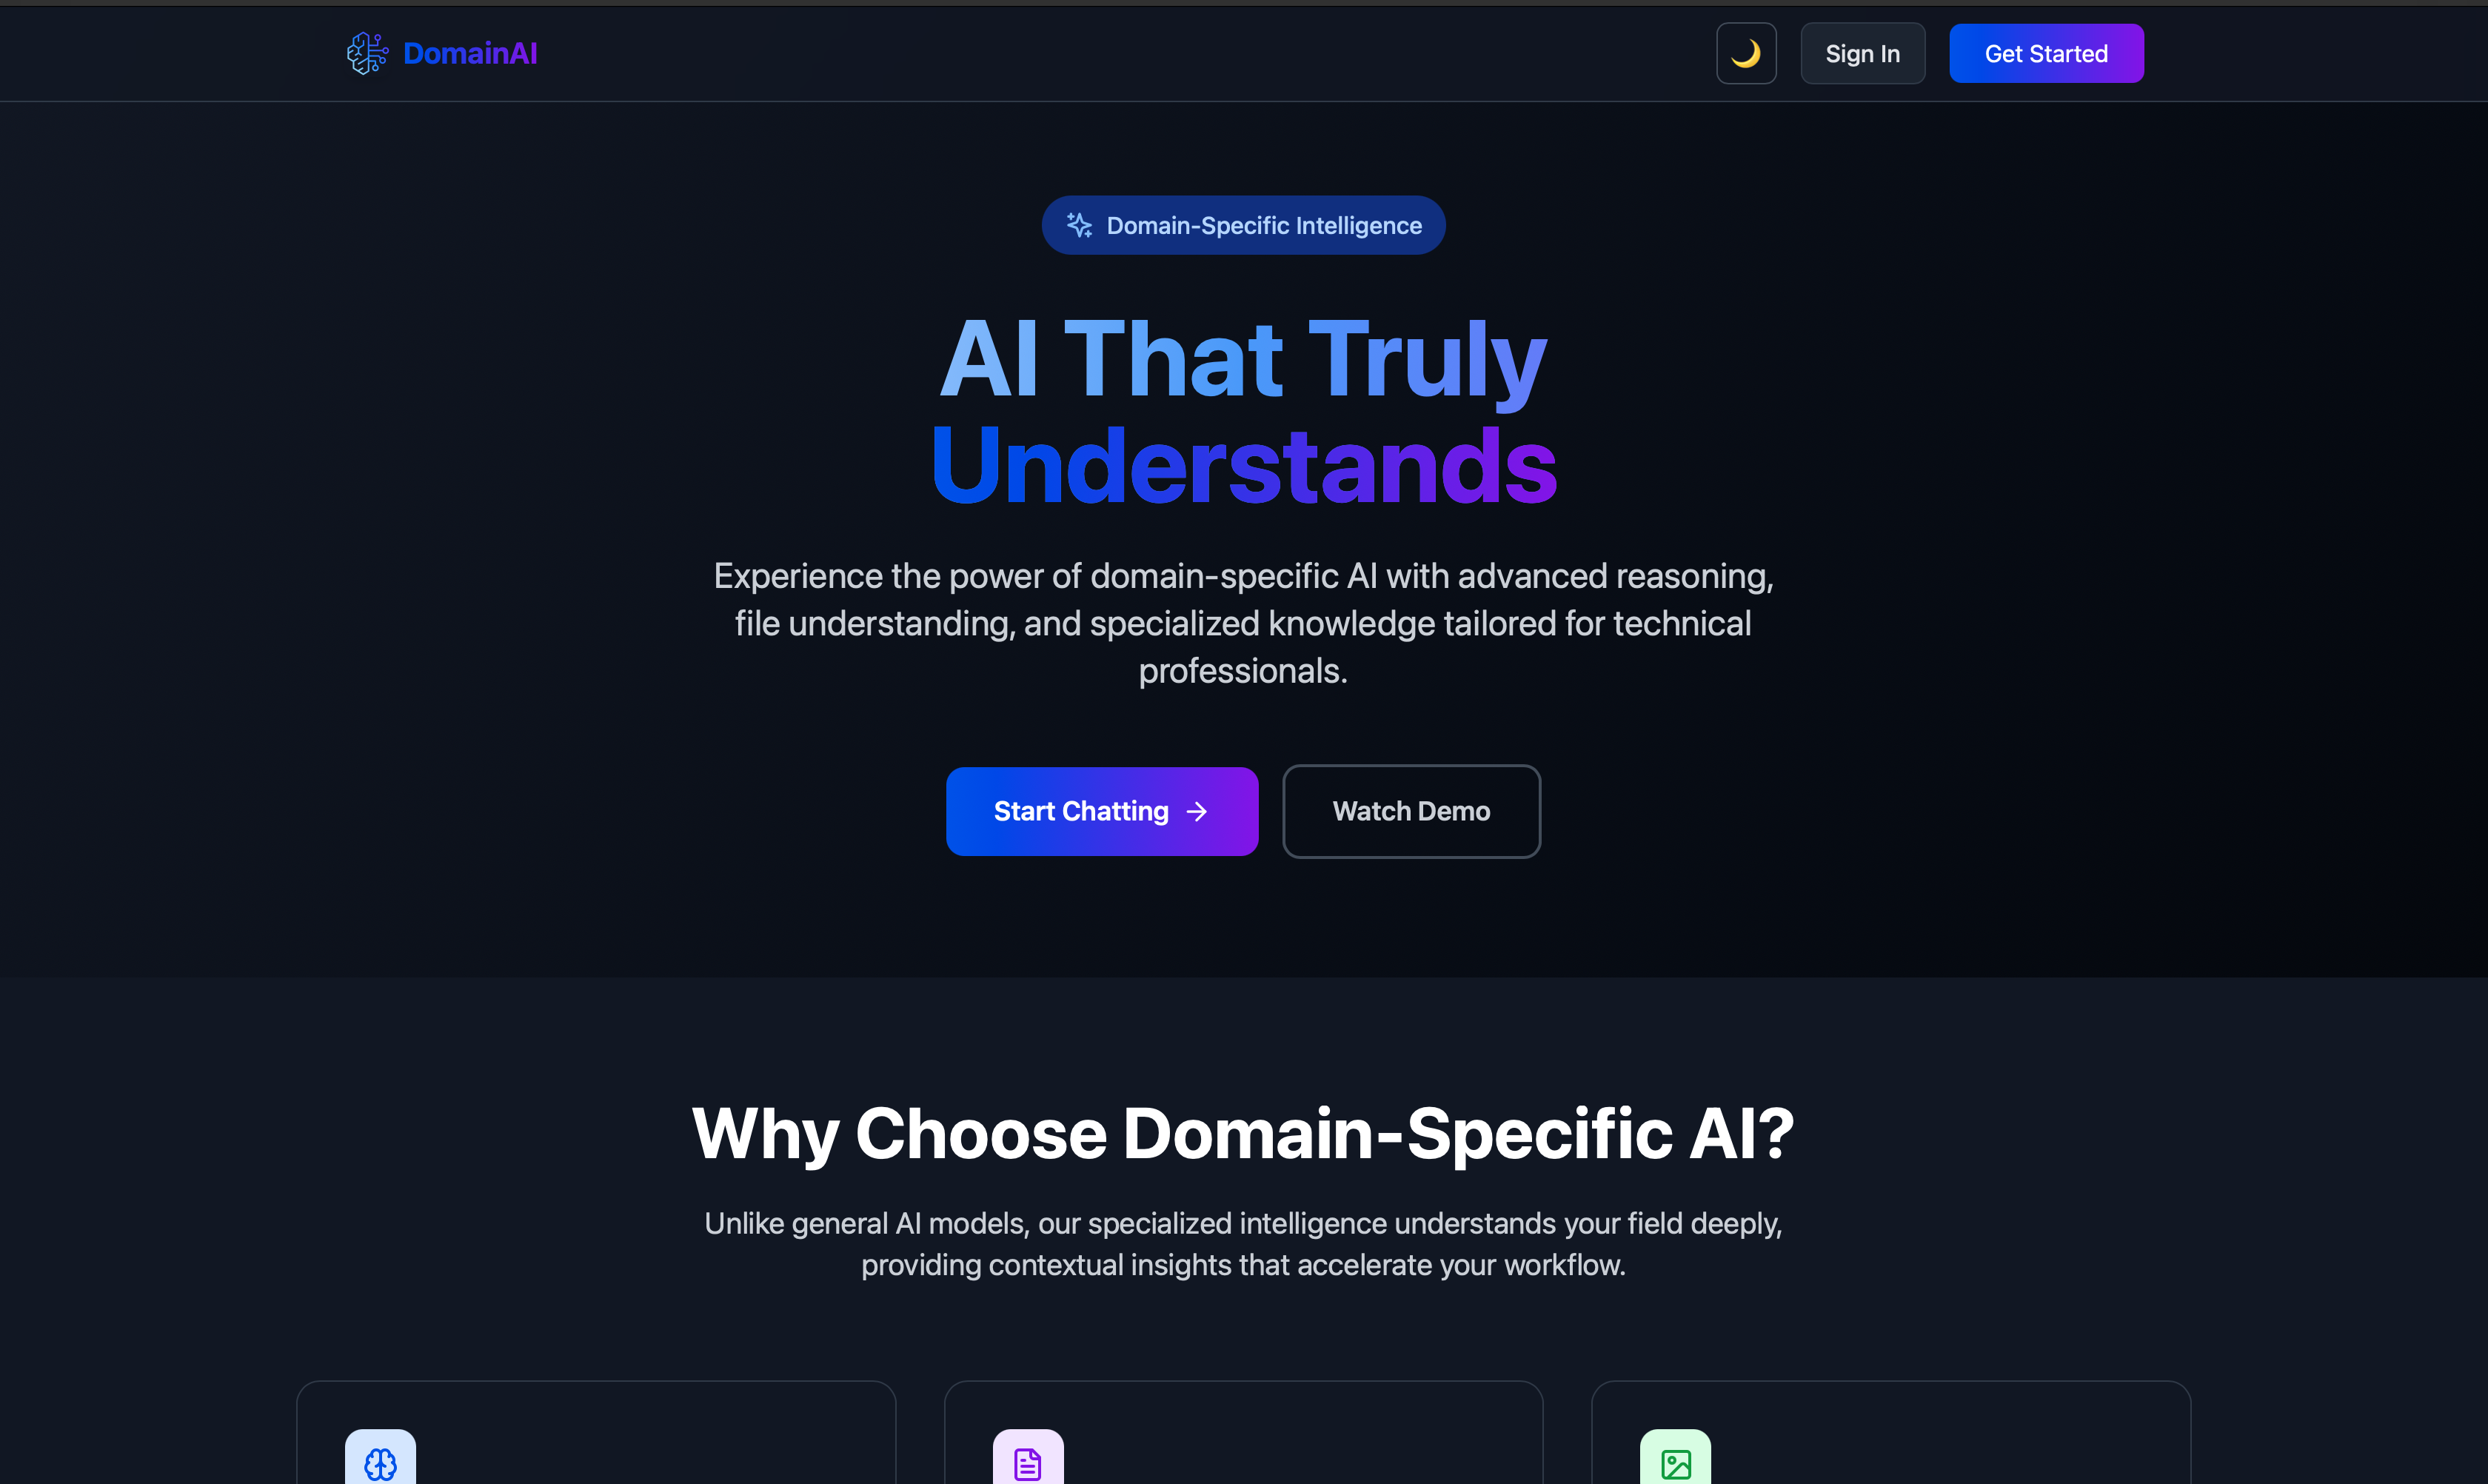 DomainAI
Sign In
Get Started
Domain-Specific Intelligence
AI That Truly
Understands
Experience the power of domain-specific AI with advanced reasoning,
file understanding, and specialized knowledge tailored for technical
professionals.
Start Chatting
Watch Demo
Why Choose Domain-Specific AI?
Unlike general AI models, our specialized intelligence understands your field deeply,
providing contextual insights that accelerate your workflow.